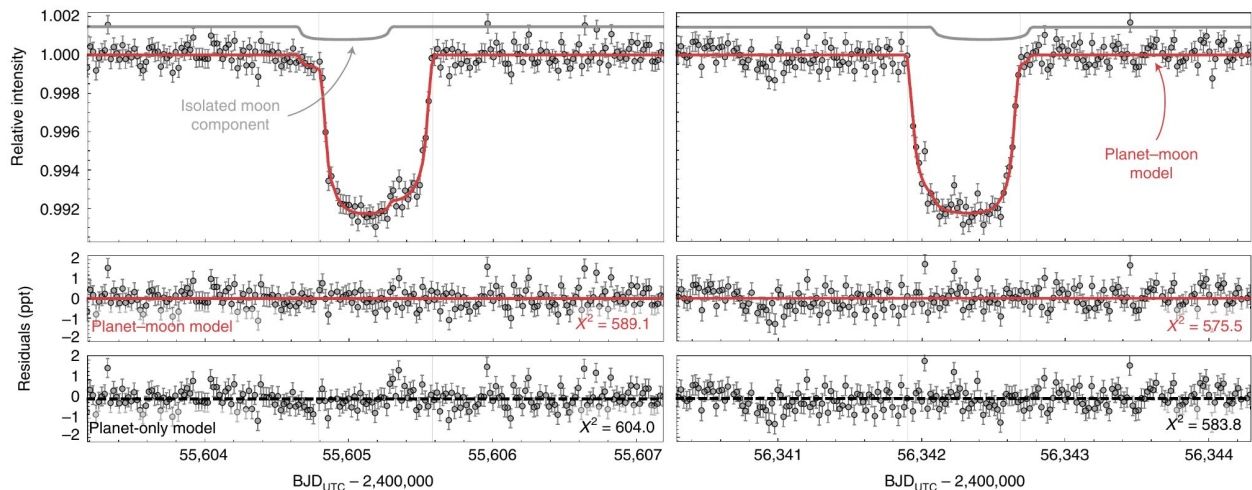 Relative intensity
1.002
1.000
0.998
0.996
0.994
0.992
Isolated moon
component
Planet–moon
model
Residuals (ppt)
2
1
0
−1
−2
Planet–moon model
X² = 589.1
X² = 575.5
2
1
0
−1
−2
Planet-only model
X² = 604.0
X² = 583.8
55,604
55,605
55,606
55,607
56,341
56,342
56,343
56,344
BJD_UTC − 2,400,000
BJD_UTC − 2,400,000